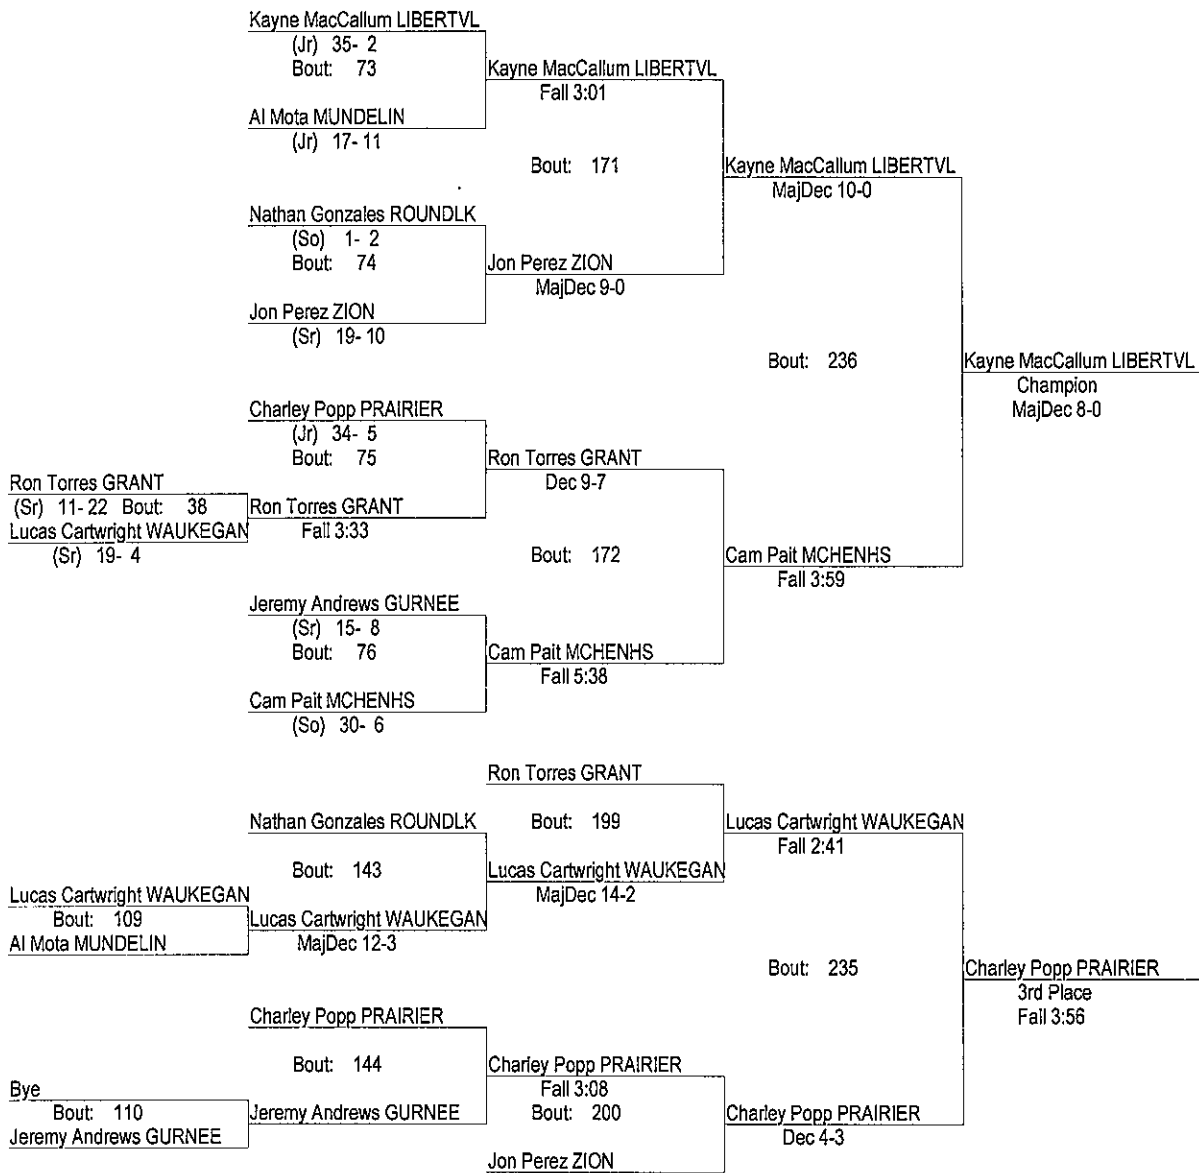 Kayne MacCallum LIBERTVL
(Jr) 35- 2
Bout: 73
Kayne MacCallum LIBERTVL
Fall 3:01
Al Mota MUNDELIN
(Jr) 17- 11
Bout: 171
Kayne MacCallum LIBERTVL
MajDec 10-0
Nathan Gonzales ROUNDLK
(So) 1- 2
Bout: 74
Jon Perez ZION
MajDec 9-0
Jon Perez ZION
(Sr) 19- 10
Bout: 236
Kayne MacCallum LIBERTVL
Champion
MajDec 8-0
Charley Popp PRAIRIER
(Jr) 34- 5
Bout: 75
Ron Torres GRANT
Dec 9-7
Ron Torres GRANT
(Sr) 11- 22 Bout: 38
Ron Torres GRANT
Fall 3:33
Lucas Cartwright WAUKEGAN
(Sr) 19- 4
Bout: 172
Cam Pait MCHENHS
Fall 3:59
Jeremy Andrews GURNEE
(Sr) 15- 8
Bout: 76
Cam Pait MCHENHS
Fall 5:38
Cam Pait MCHENHS
(So) 30- 6
Ron Torres GRANT
Nathan Gonzales ROUNDLK
Bout: 199
Lucas Cartwright WAUKEGAN
Fall 2:41
Bout: 143
Lucas Cartwright WAUKEGAN
MajDec 14-2
Lucas Cartwright WAUKEGAN
Bout: 109
Lucas Cartwright WAUKEGAN
MajDec 12-3
Al Mota MUNDELIN
Bout: 235
Charley Popp PRAIRIER
3rd Place
Fall 3:56
Charley Popp PRAIRIER
Bout: 144
Charley Popp PRAIRIER
Fall 3:08
Bye
Bout: 110
Jeremy Andrews GURNEE
Bout: 200
Charley Popp PRAIRIER
Dec 4-3
Jeremy Andrews GURNEE
Jon Perez ZION